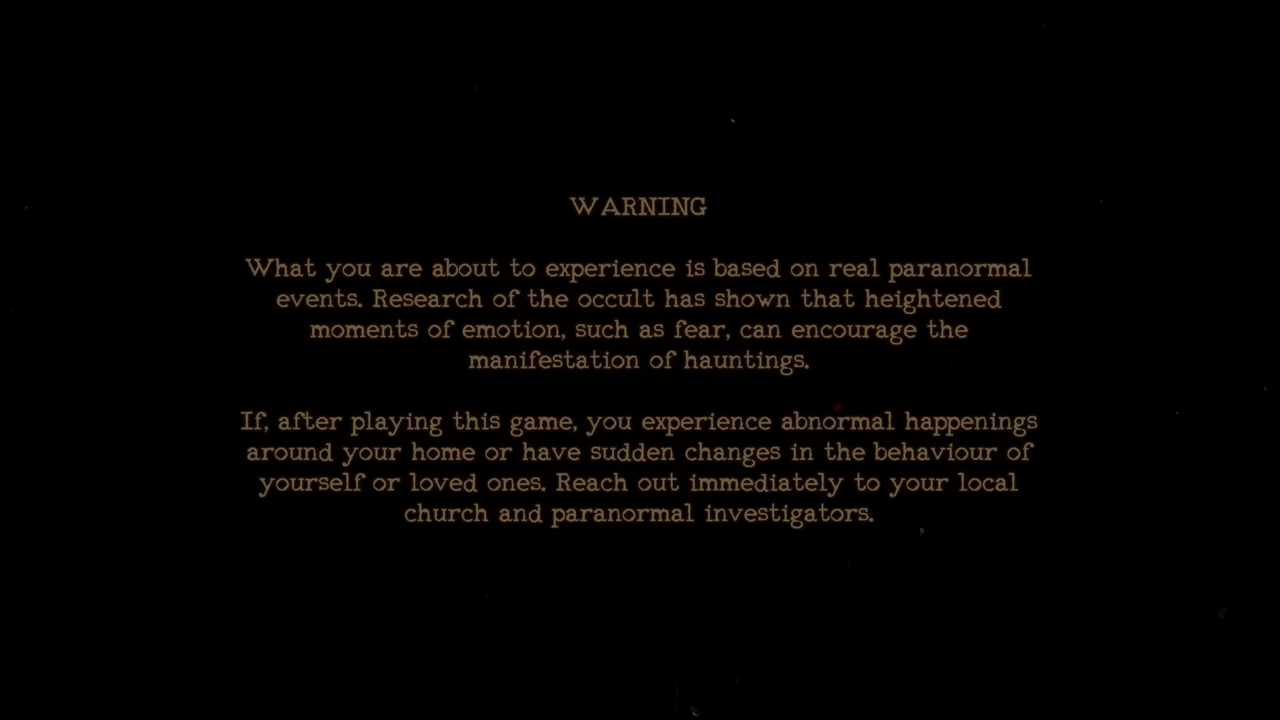 WARNING
What you are about to experience is based on real paranormal
events. Research of the occult has shown that heightened
moments of emotion, such as fear, can encourage the
manifestation of hauntings.
If, after playing this game, you experience abnormal happenings
around your home or have sudden changes in the behaviour of
yourself or loved ones. Reach out immediately to your local
church and paranormal investigators.